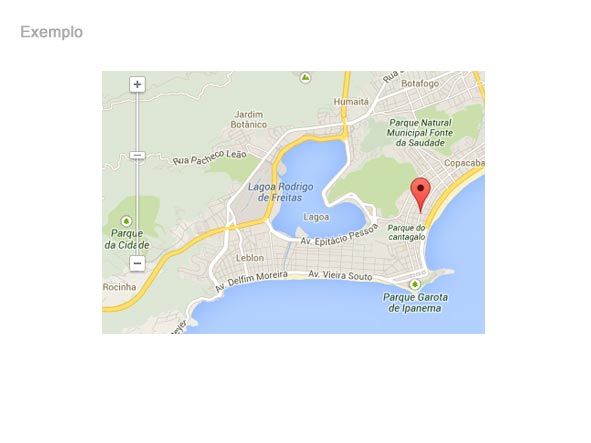 Exemplo
Rua S
Botafogo
Humaitá
Jardim
Botânico
Parque Natural
Municipal Fonte
da Saudade
Rua Pacheco Leão
Copacaba
Lagoa Rodrigo
de Freitas
Lagoa
Parque
da Cidade
Parque do
cantagalo
Av. Epitácio Pessoa
Leblon
Av. Delfim Moreira
Av. Vieira Souto
Rocinha
Parque Garota
de Ipanema